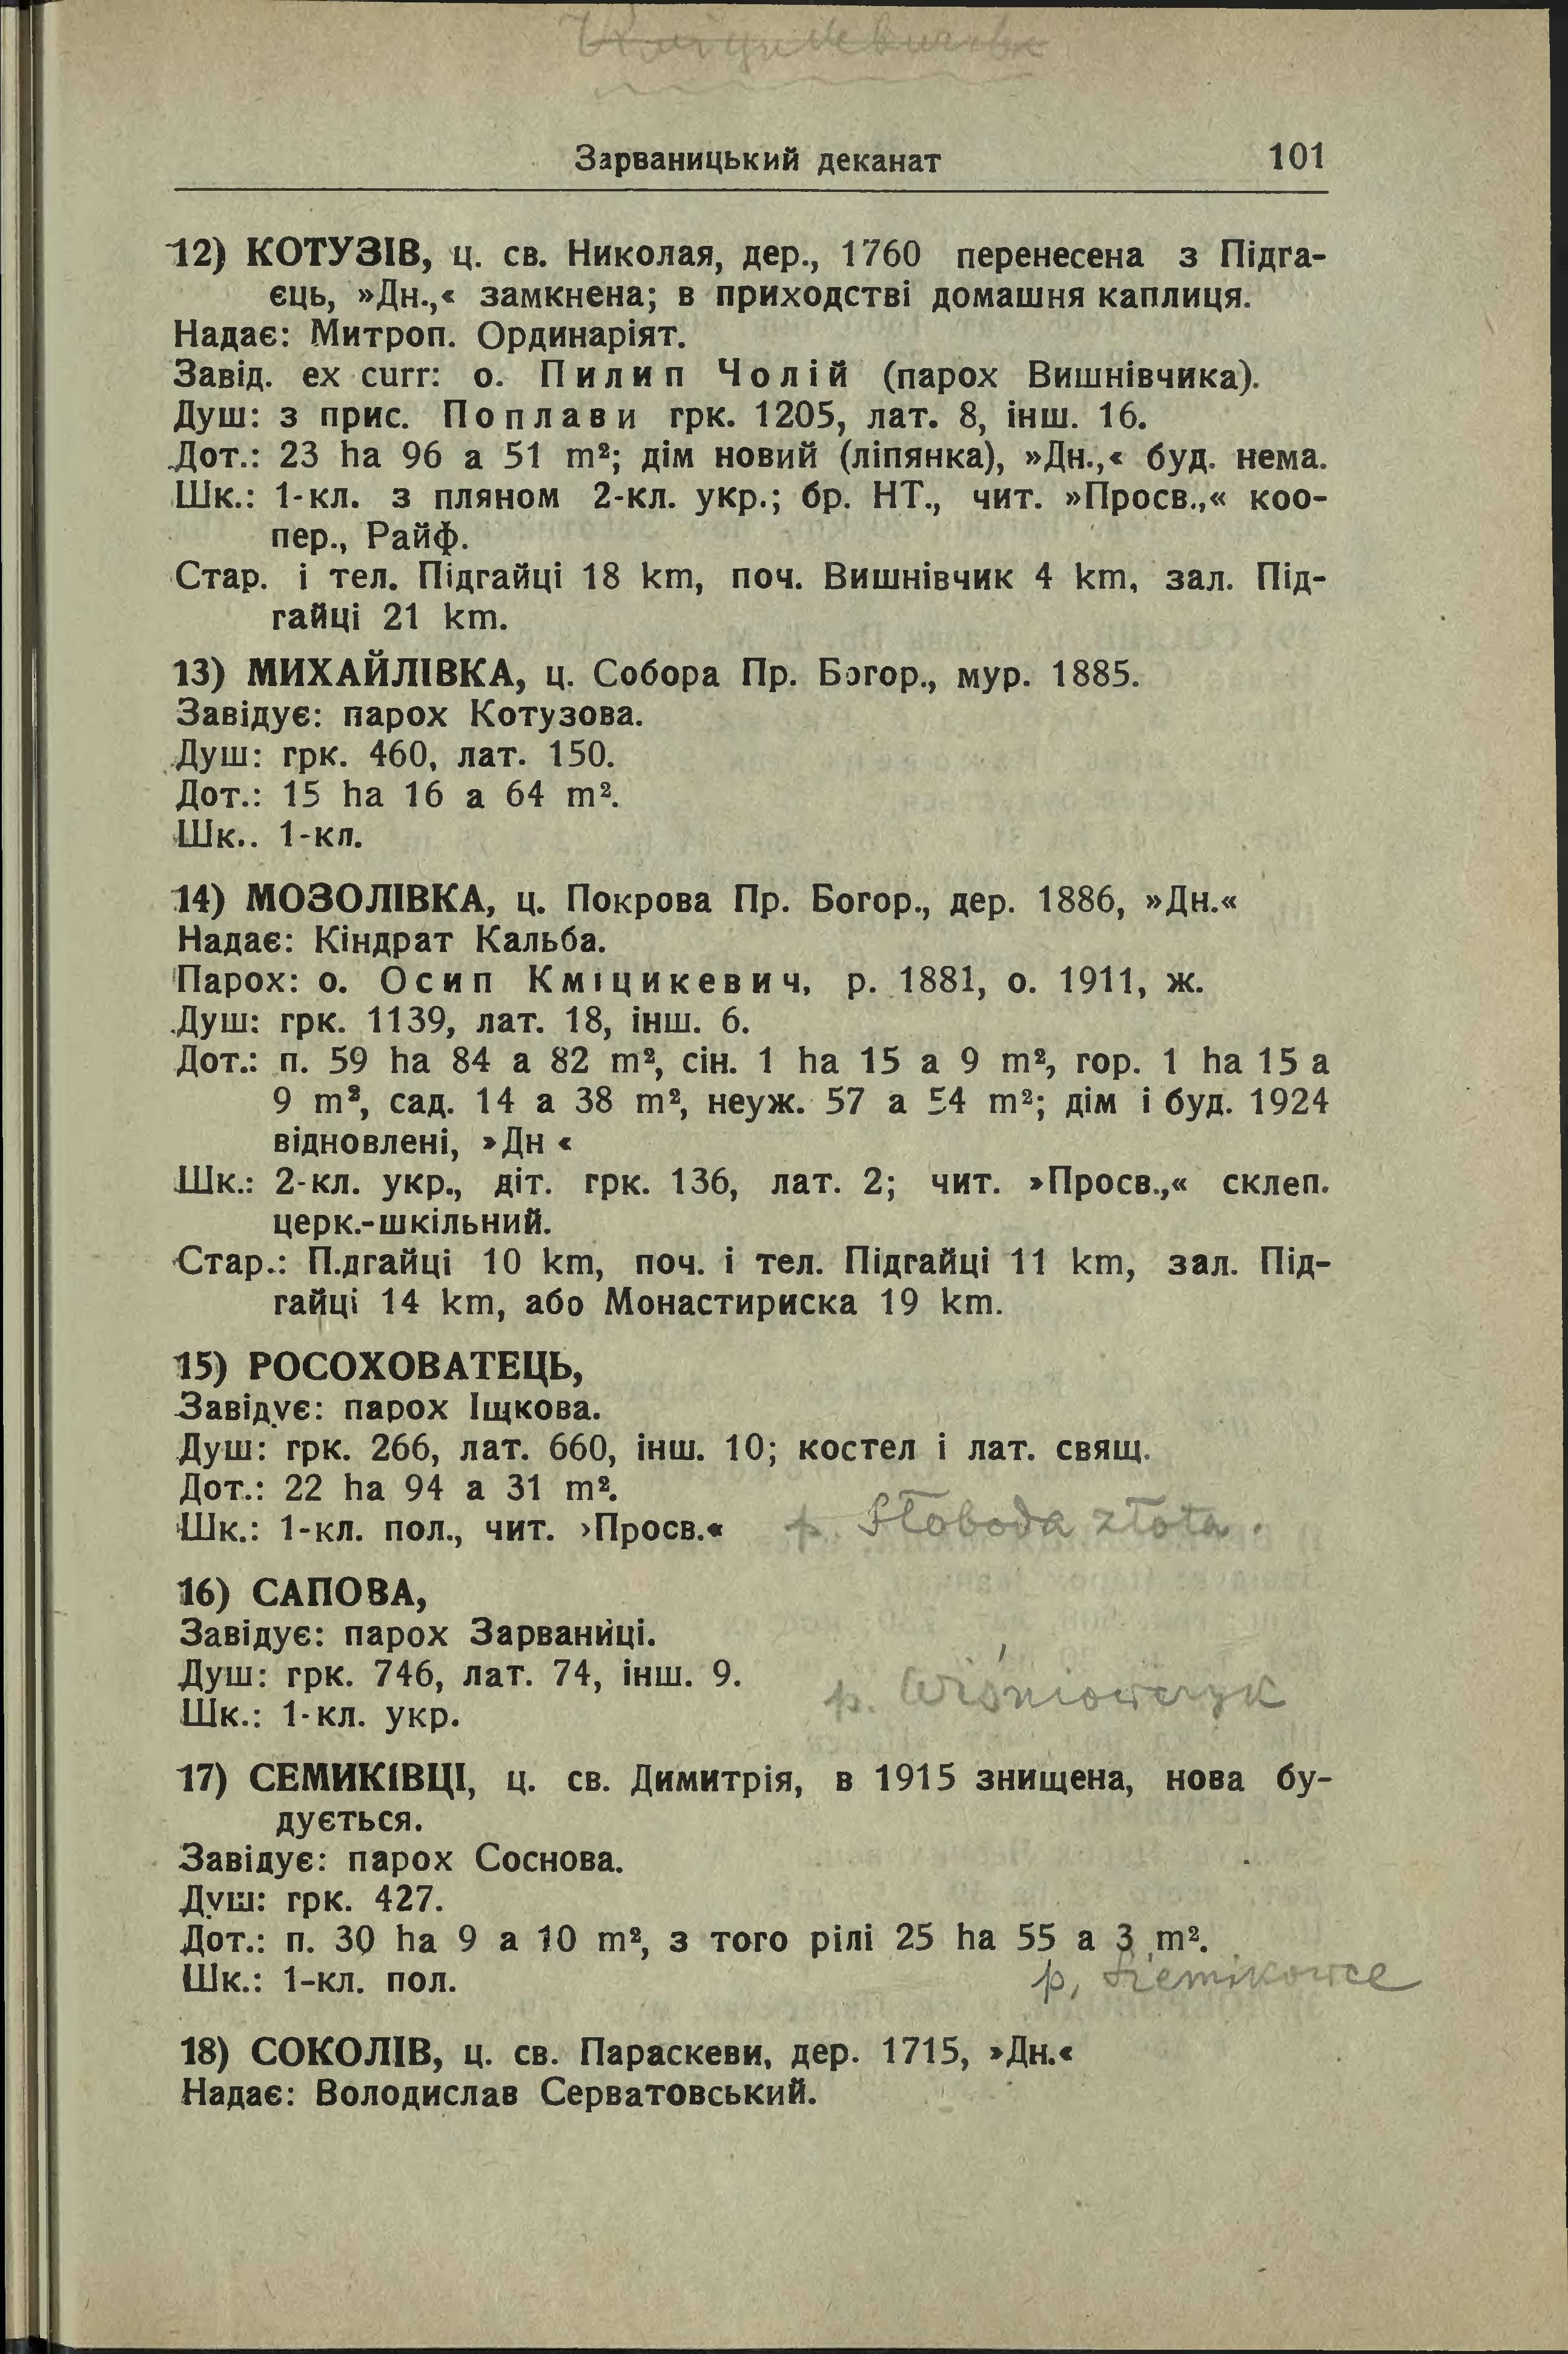 Зарваницький деканат 101
12) КОТУЗІВ, ц. св. Николая, дер., 1760 перенесена з Підга-
єць, »Дн.,« замкнена; в приходстві домашня каплиця.
Надає: Митроп. Ординаріят.
Завід. ex curr: о. Пилип Чолій (парох Вишнівчика).
Душ: з прис. Поплави грк. 1205, лат. 8, інш. 16.
Дот.: 23 ha 96 a 51 m²; дім новий (ліпянка), »Дн.,« буд. нема.
Шк.: 1-кл. з пляном 2-кл. укр.; бр. НТ., чит. »Просв.,« коо-
пер., Райф.
Стар. і тел. Підгайці 18 km, поч. Вишнівчик 4 km, зал. Під-
гайці 21 km.
13) МИХАЙЛІВКА, ц. Собора Пр. Богор., мур. 1885.
Завідує: парох Котузова.
Душ: грк. 460, лат. 150.
Дот.: 15 ha 16 a 64 m².
Шк.. 1-кл.
14) МОЗОЛІВКА, ц. Покрова Пр. Богор., дер. 1886, »Дн.«
Надає: Кіндрат Кальба.
Парох: о. Осип Кміцикевич, р. 1881, о. 1911, ж.
Душ: грк. 1139, лат. 18, інш. 6.
Дот.: п. 59 ha 84 a 82 m², сін. 1 ha 15 a 9 m², гор. 1 ha 15 a
9 m², сад. 14 a 38 m², неуж. 57 a 54 m²; дім і буд. 1924
відновлені, »Дн «
Шк.: 2-кл. укр., діт. грк. 136, лат. 2; чит. »Просв.,« склеп.
церк.-шкільний.
Стар.: П.дгайці 10 km, поч. і тел. Підгайці 11 km, зал. Під-
гайці 14 km, або Монастириска 19 km.
15) РОСОХОВАТЕЦЬ,
Завідує: парох Іщкова.
Душ: грк. 266, лат. 660, інш. 10; костел і лат. свящ.
Дот.: 22 ha 94 a 31 m².
Шк.: 1-кл. пол., чит. ›Просв.« p. Słoboda złota.
16) САПОВА,
Завідує: парох Зарваниці.
Душ: грк. 746, лат. 74, інш. 9.
p. Wiśniowczyk
Шк.: 1-кл. укр.
17) СЕМИКІВЦІ, ц. св. Димитрія, в 1915 знищена, нова бу-
дується.
Завідує: парох Соснова.
Душ: грк. 427.
Дот.: п. 30 ha 9 a 10 m², з того рілі 25 ha 55 a 3 m².
Шк.: 1-кл. пол. p, Siemikowce
18) СОКОЛІВ, ц. св. Параскеви, дер. 1715, »Дн.«
Надає: Володислав Серватовський.